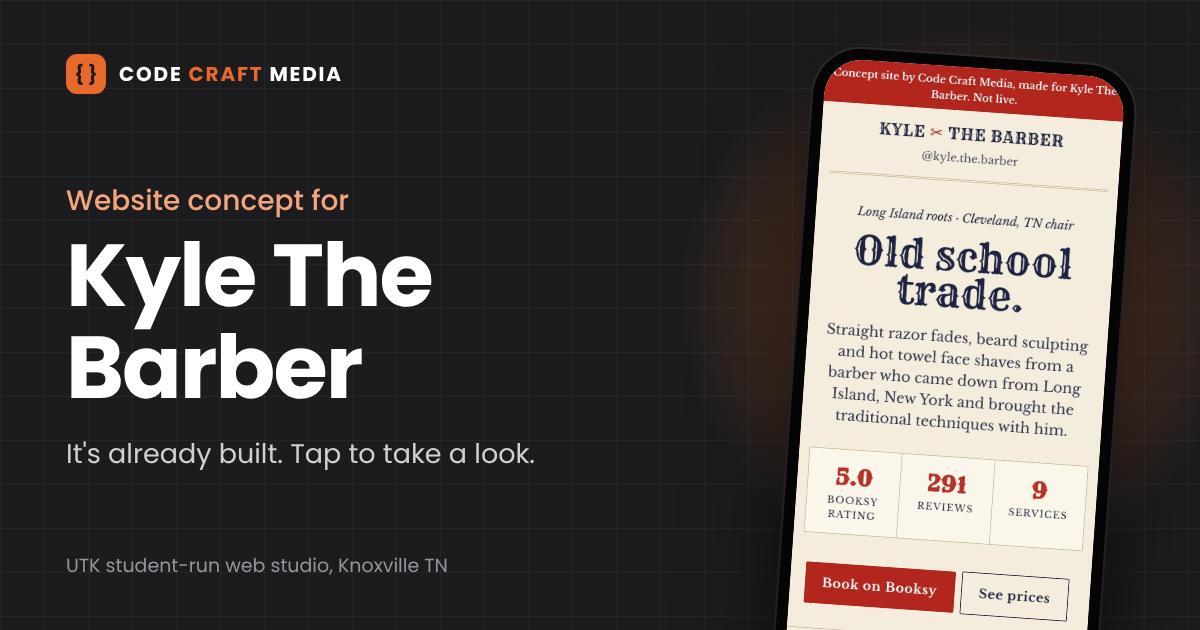 { } CODE CRAFT MEDIA
Website concept for
Kyle The
Barber
It's already built. Tap to take a look.
UTK student-run web studio, Knoxville TN
Concept site by Code Craft Media, made for Kyle The
Barber. Not live.
KYLE ✂ THE BARBER
@kyle.the.barber
Long Island roots · Cleveland, TN chair
Old school
trade.
Straight razor fades, beard sculpting
and hot towel face shaves from a
barber who came down from Long
Island, New York and brought the
traditional techniques with him.
5.0
BOOKSY
RATING
291
REVIEWS
9
SERVICES
Book on Booksy
See prices